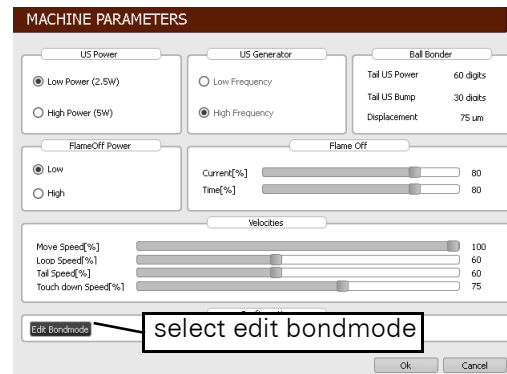 MACHINE PARAMETERS
US Power
US Generator
Ball Bonder
Low Power (2.5W)
Low Frequency
Tail US Power 60 digits
Tail US Bump 30 digits
High Power (5W)
High Frequency
Displacement 75 um
FlameOff Power
Flame Off
Low
Current[%] 80
High
Time[%] 80
Velocities
Move Speed[%] 100
Loop Speed[%] 60
Tail Speed[%] 60
Touch down Speed[%] 75
Edit Bondmode
select edit bondmode
Ok
Cancel